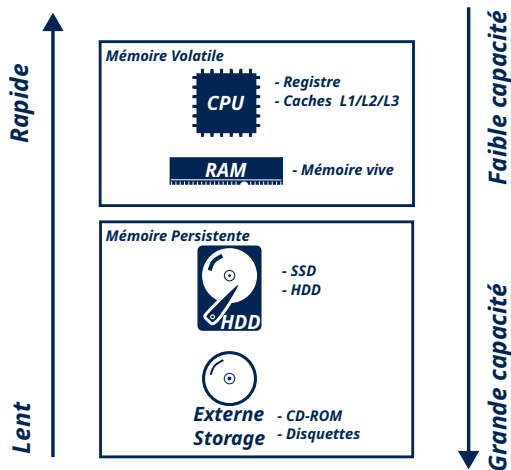 Rapide
Lent
Mémoire Volatile
CPU
- Registre
- Caches L1/L2/L3
RAM
- Mémoire vive
Mémoire Persistente
HDD
- SSD
- HDD
Externe
Storage
- CD-ROM
- Disquettes
Faible capacité
Grande capacité